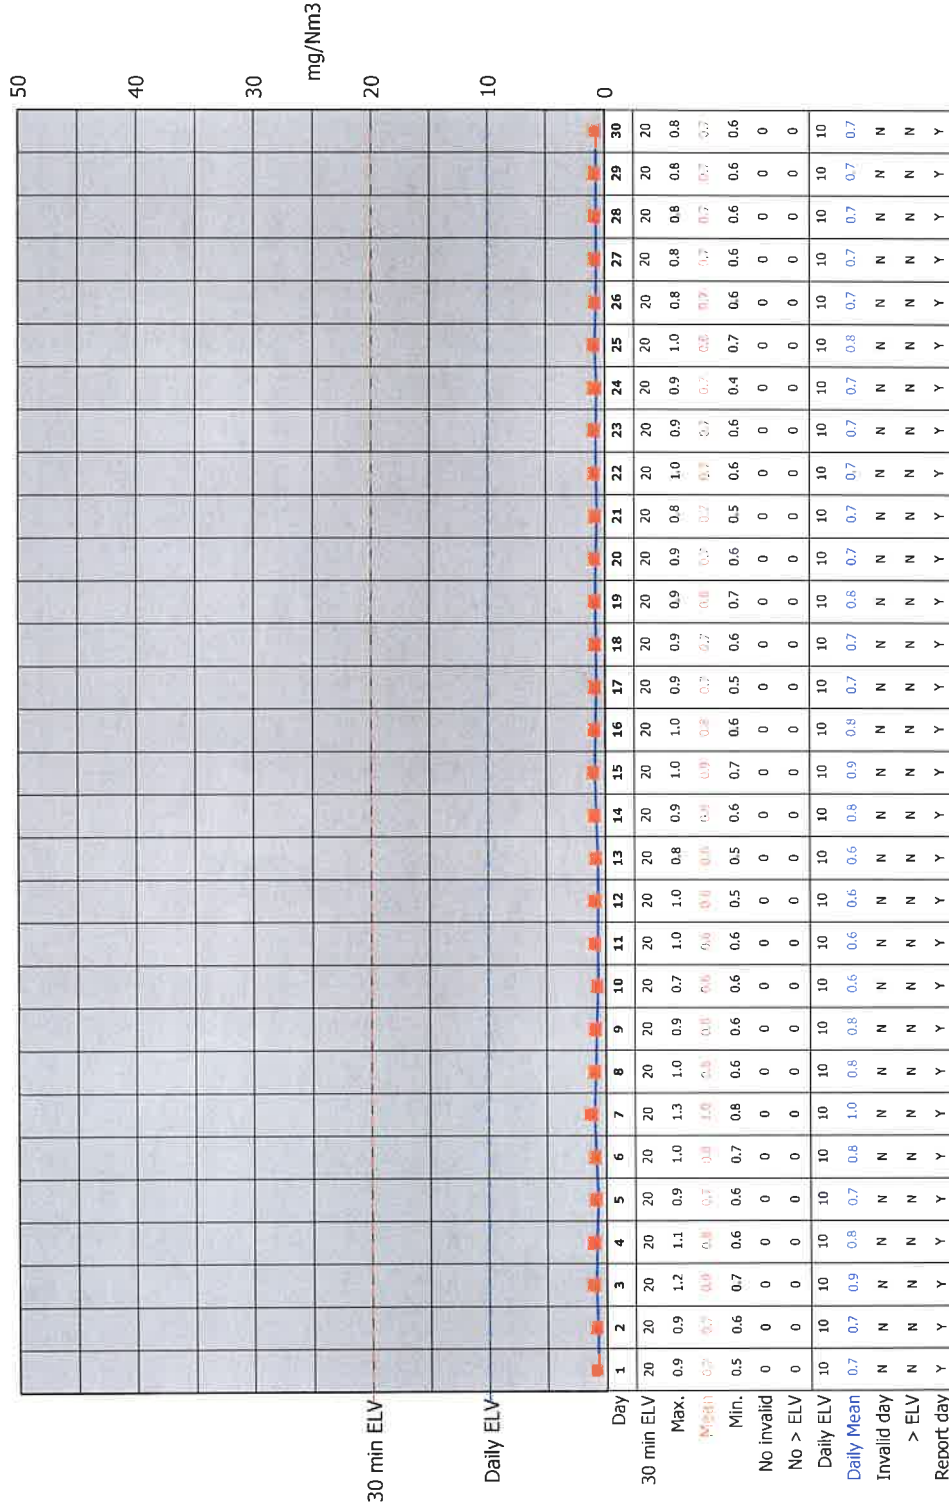 50
40
30
mg/Nm3
20
10
0
30 min ELV
Daily ELV
Day 1 2 3 4 5 6 7 8 9 10 11 12 13 14 15 16 17 18 19 20 21 22 23 24 25 26 27 28 29 30
30 min ELV 20 20 20 20 20 20 20 20 20 20 20 20 20 20 20 20 20 20 20 20 20 20 20 20 20 20 20 20 20 20
Max. 0.9 0.9 1.2 1.1 0.9 1.0 1.3 1.0 0.9 0.7 1.0 1.0 0.8 0.9 1.0 1.0 0.9 0.9 0.9 0.9 0.8 1.0 0.9 0.9 1.0 0.8 0.8 0.8 0.8 0.8
Mean 0.7 0.7 1.0 0.6 0.7 0.7 0.7 0.7 0.7
Min. 0.5 0.6 0.7 0.6 0.6 0.7 0.8 0.6 0.6 0.6 0.6 0.5 0.5 0.6 0.7 0.6 0.5 0.6 0.7 0.6 0.5 0.6 0.6 0.4 0.7 0.6 0.6 0.6 0.6 0.6
No invalid 0 0 0 0 0 0 0 0 0 0 0 0 0 0 0 0 0 0 0 0 0 0 0 0 0 0 0 0 0 0
No > ELV 0 0 0 0 0 0 0 0 0 0 0 0 0 0 0 0 0 0 0 0 0 0 0 0 0 0 0 0 0 0
Daily ELV 10 10 10 10 10 10 10 10 10 10 10 10 10 10 10 10 10 10 10 10 10 10 10 10 10 10 10 10 10 10
Daily Mean 0.7 0.7 0.9 0.8 0.7 0.8 1.0 0.8 0.8 0.6 0.6 0.6 0.6 0.8 0.9 0.8 0.7 0.7 0.8 0.7 0.7 0.7 0.7 0.7 0.8 0.7 0.7 0.7 0.7 0.7
Invalid day N N N N N N N N N N N N N N N N N N N N N N N N N N N N N N
> ELV N N N N N N N N N N N N N N N N N N N N N N N N N N N N N N
Report day Y Y Y Y Y Y Y Y Y Y Y Y Y Y Y Y Y Y Y Y Y Y Y Y Y Y Y Y Y Y